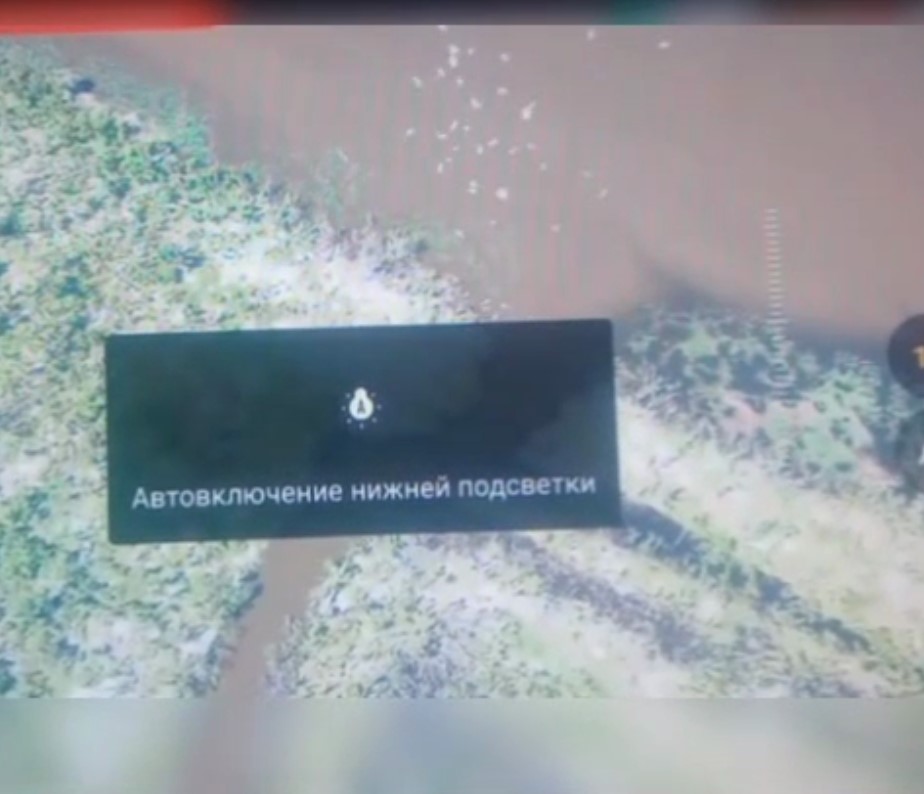 Автовключение нижней подсветки